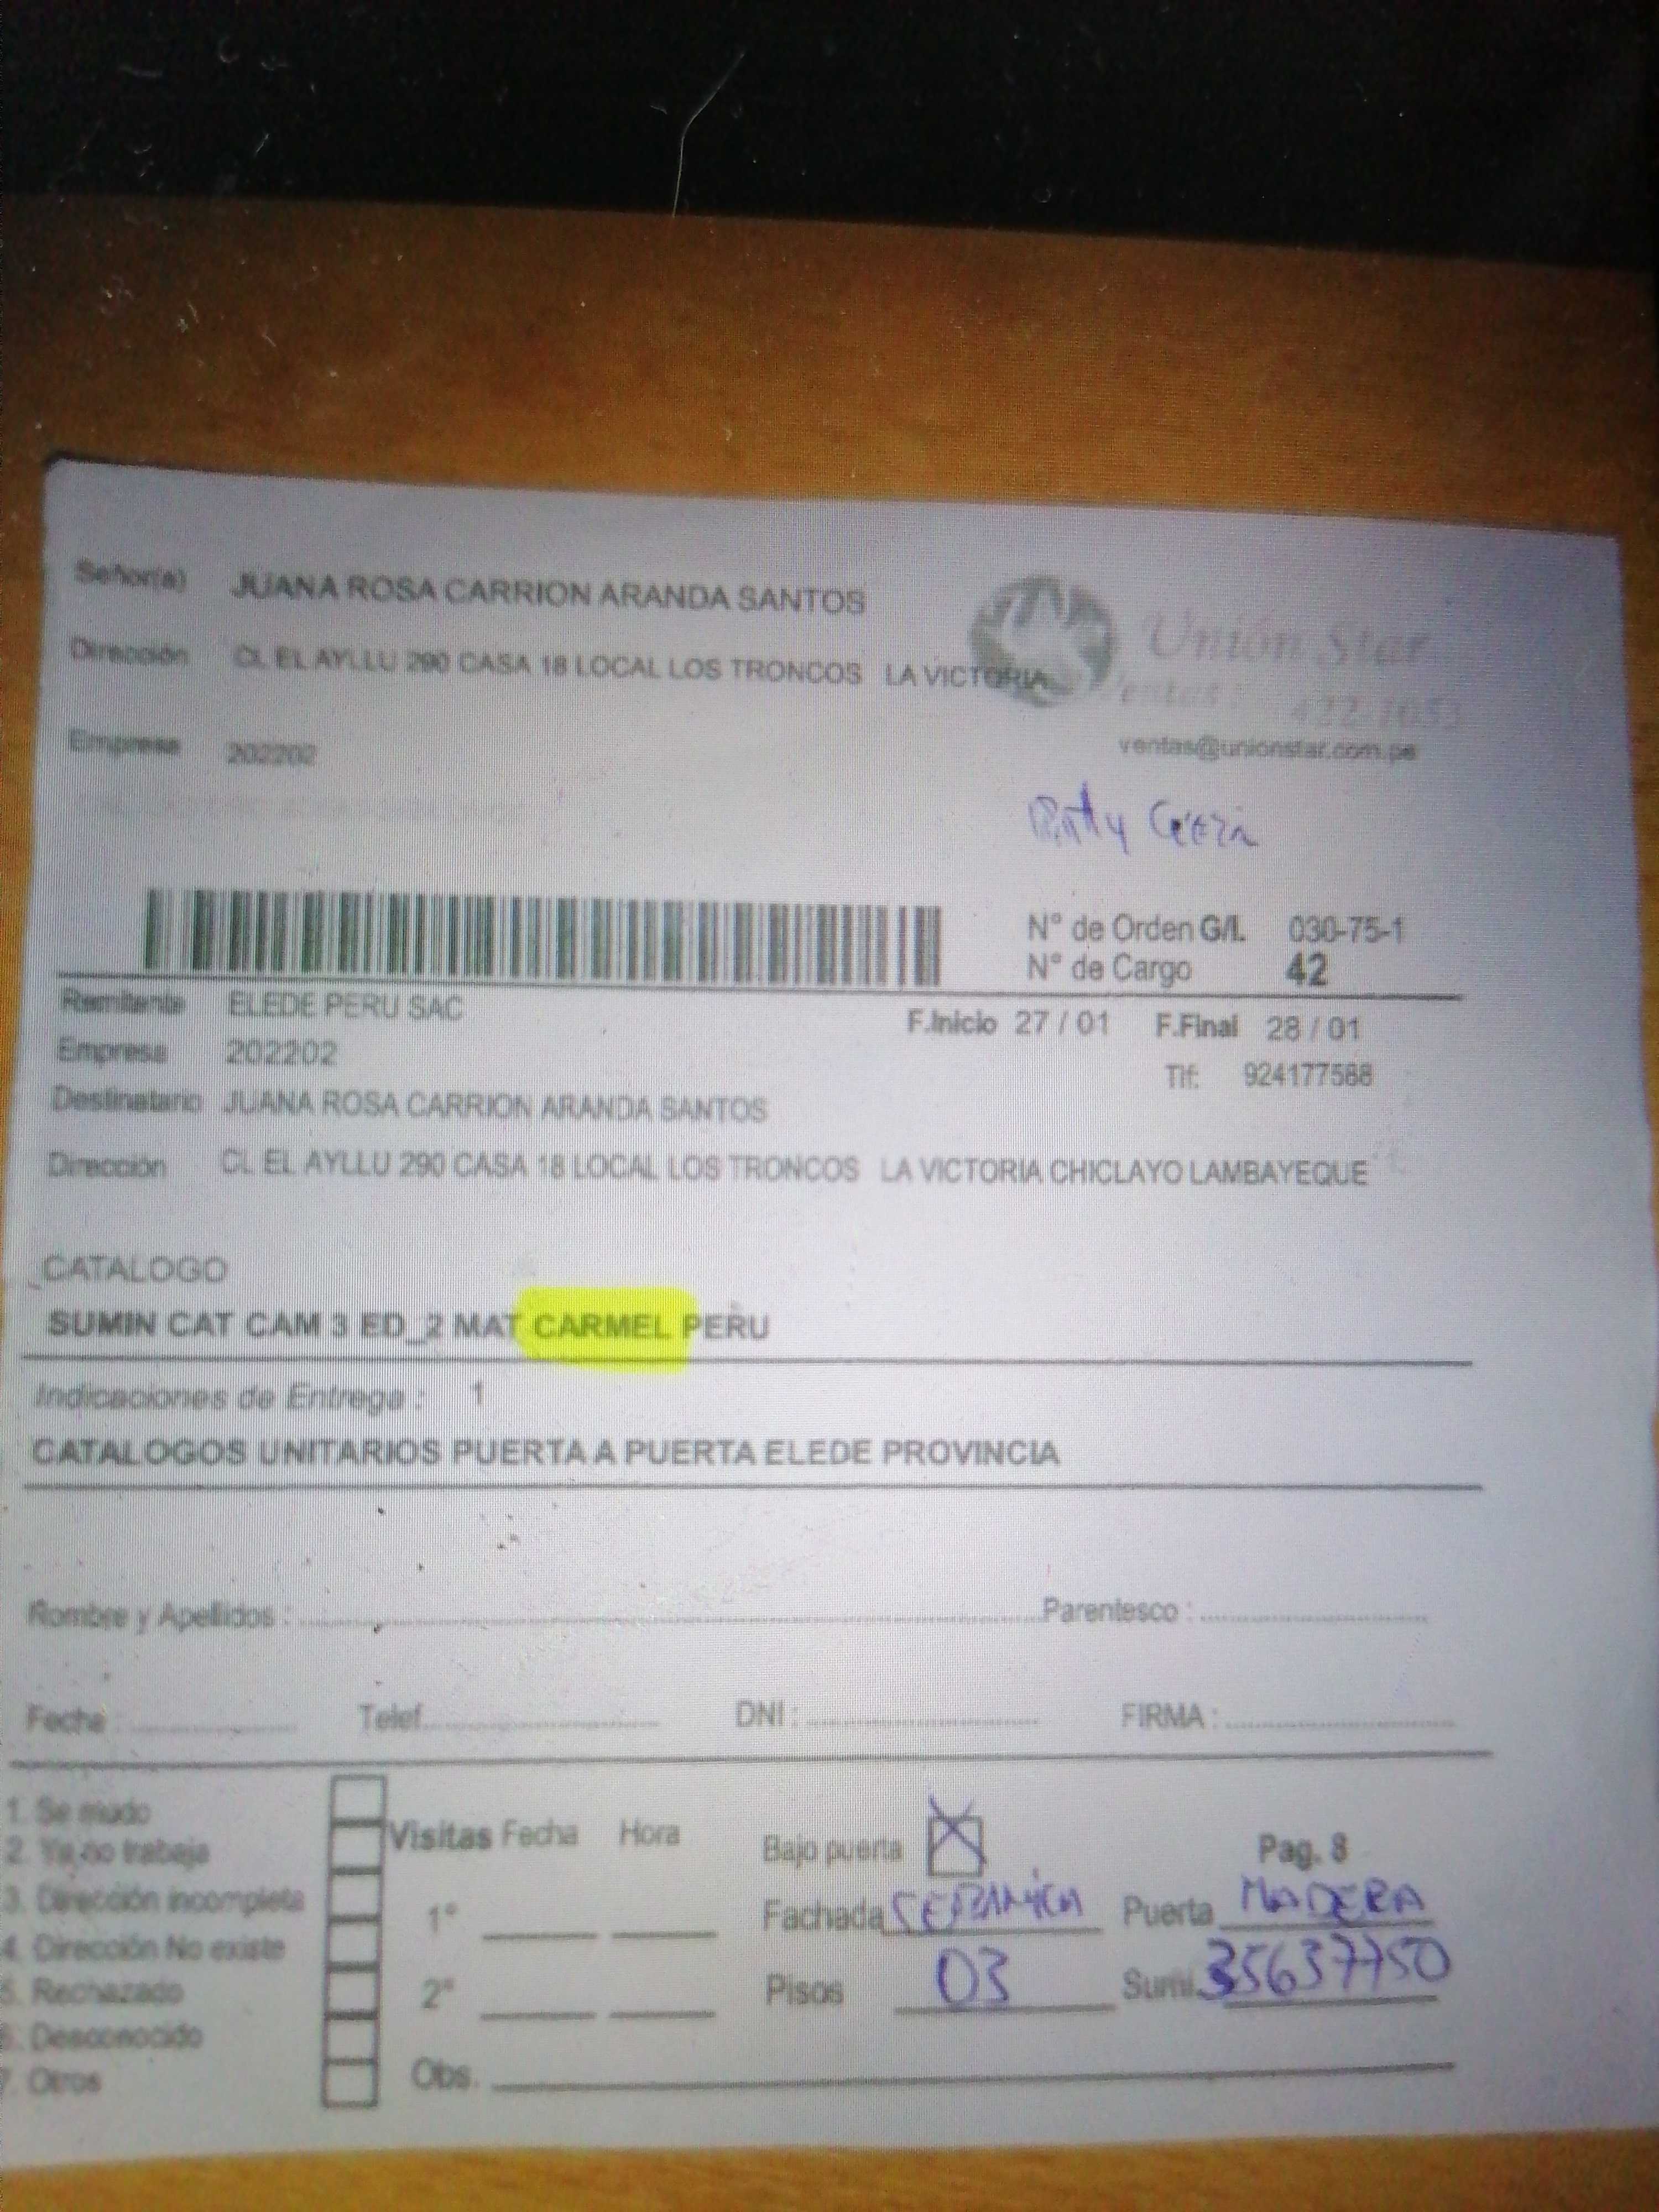 Señor(a) JUANA ROSA CARRION ARANDA SANTOS
Unión Star
Dirección CL EL AYLLU 290 CASA 18 LOCAL LOS TRONCOS LA VICTORIA
Ventas: 422-1053
Empresa 202202
ventas@unionstar.com.pe
N° de Orden G/L. 030-75-1
N° de Cargo 42
Remitente ELEDE PERU SAC
F.Inicio 27 / 01 F.Final 28 / 01
Empresa 202202
Tlf: 924177588
Destinatario JUANA ROSA CARRION ARANDA SANTOS
Dirección CL EL AYLLU 290 CASA 18 LOCAL LOS TRONCOS LA VICTORIA CHICLAYO LAMBAYEQUE
CATALOGO
SUMIN CAT CAM 3 ED_2 MAT CARMEL PERU
Indicaciones de Entrega : 1
CATALOGOS UNITARIOS PUERTA A PUERTA ELEDE PROVINCIA
Nombre y Apellidos : Parentesco :
Fecha : Telef. DNI : FIRMA :
1. Se mudo
2. Ya no trabaja
3. Dirección incompleta
4. Dirección No existe
5. Rechazado
6. Desconocido
7. Otros
Visitas Fecha Hora
1°
2°
Obs.
Bajo puerta X Pag. 8
Fachada CERAMICA Puerta MADERA
Pisos 03 Sumi. 35637750